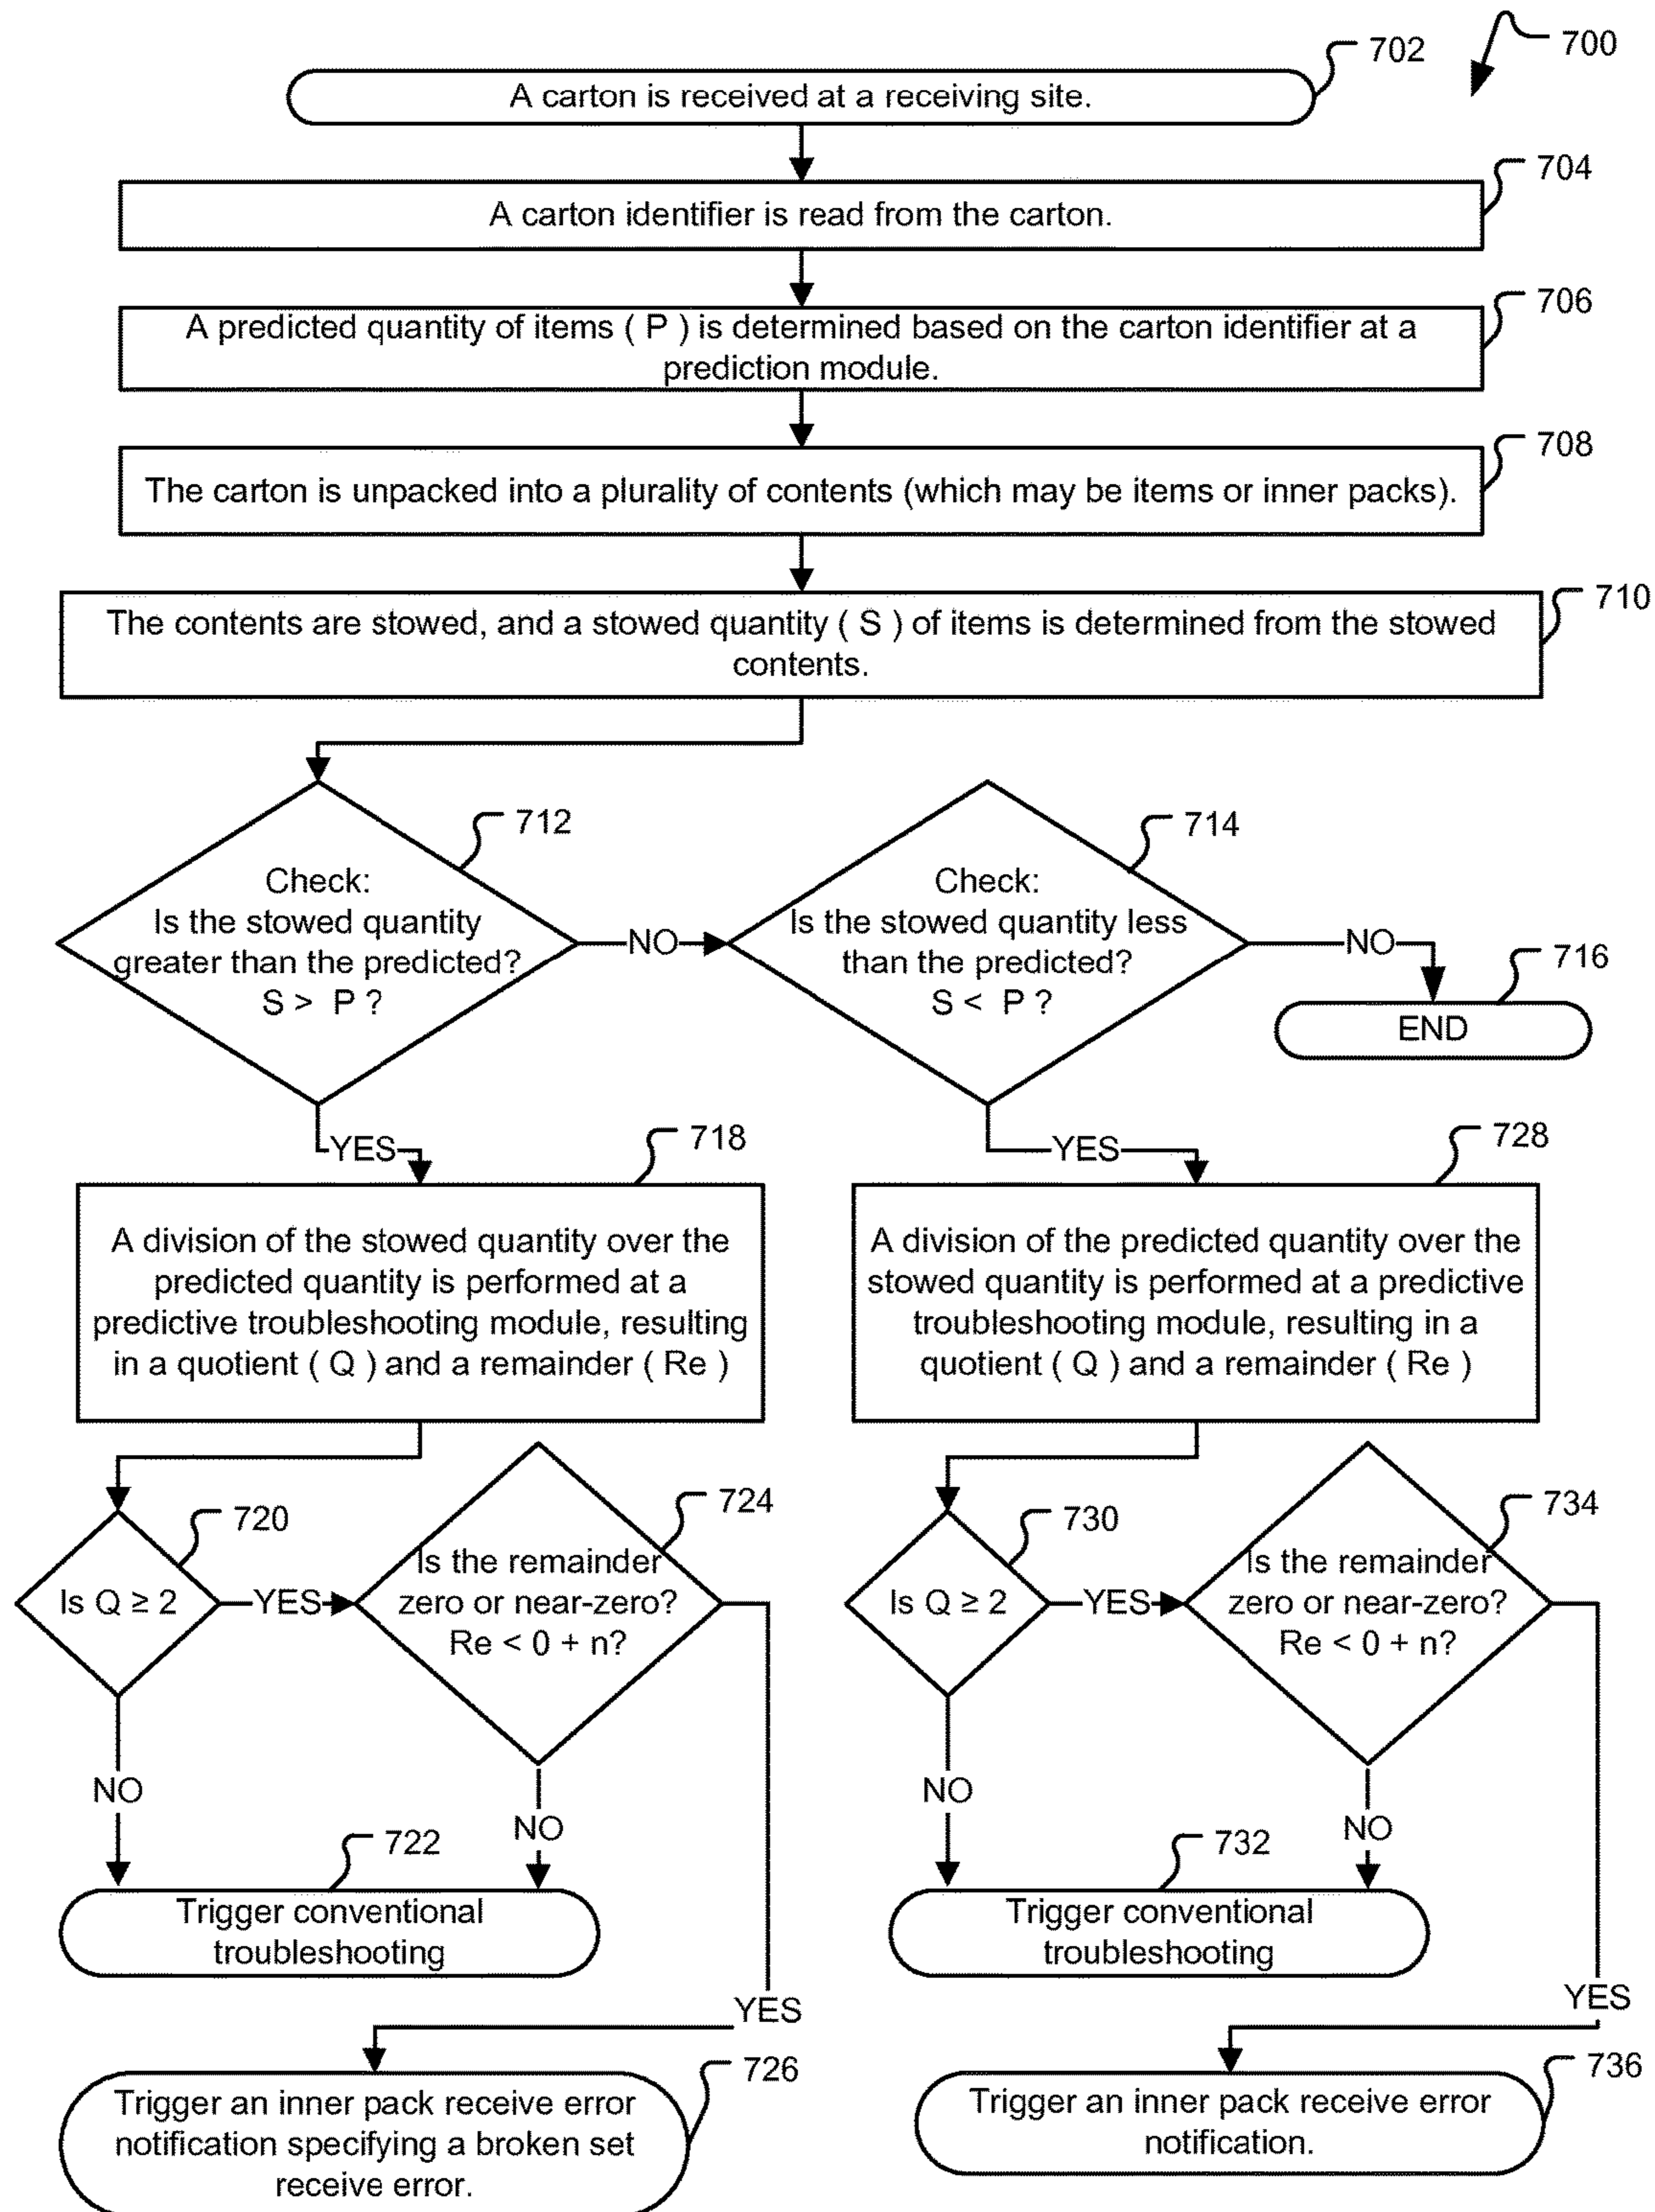 700
702
A carton is received at a receiving site.
704
A carton identifier is read from the carton.
706
A predicted quantity of items ( P ) is determined based on the carton identifier at a
prediction module.
708
The carton is unpacked into a plurality of contents (which may be items or inner packs).
710
The contents are stowed, and a stowed quantity ( S ) of items is determined from the stowed
contents.
712
Check:
Is the stowed quantity
greater than the predicted?
S > P ?
NO
714
Check:
Is the stowed quantity less
than the predicted?
S < P ?
NO
716
END
YES
718
A division of the stowed quantity over the
predicted quantity is performed at a
predictive troubleshooting module, resulting
in a quotient ( Q ) and a remainder ( Re )
YES
728
A division of the predicted quantity over the
stowed quantity is performed at a predictive
troubleshooting module, resulting in a
quotient ( Q ) and a remainder ( Re )
720
Is Q ≥ 2
YES
724
Is the remainder
zero or near-zero?
Re < 0 + n?
NO
NO
722
Trigger conventional
troubleshooting
YES
726
Trigger an inner pack receive error
notification specifying a broken set
receive error.
730
Is Q ≥ 2
YES
734
Is the remainder
zero or near-zero?
Re < 0 + n?
NO
NO
732
Trigger conventional
troubleshooting
YES
736
Trigger an inner pack receive error
notification.